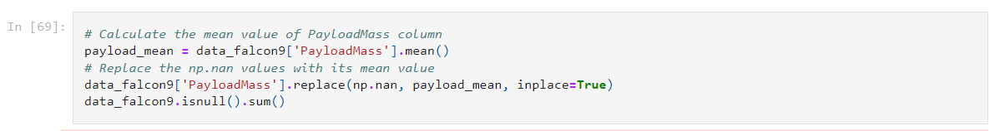 In [69]:
# Calculate the mean value of PayloadMass column
payload_mean = data_falcon9['PayloadMass'].mean()
# Replace the np.nan values with its mean value
data_falcon9['PayloadMass'].replace(np.nan, payload_mean, inplace=True)
data_falcon9.isnull().sum()